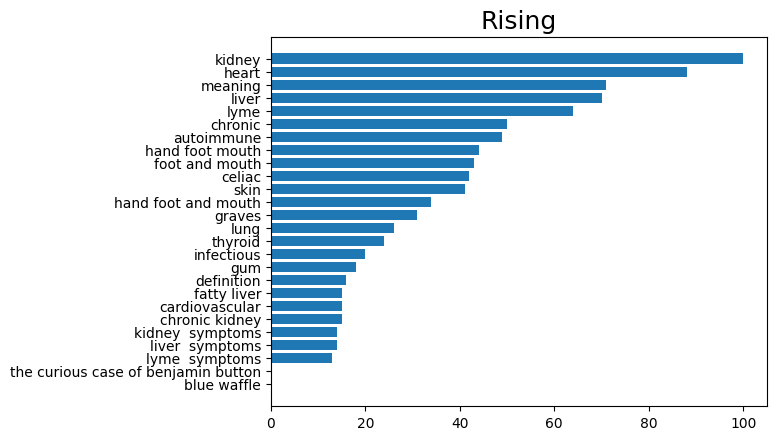 Rising
kidney
heart
meaning
liver
lyme
chronic
autoimmune
hand foot mouth
foot and mouth
celiac
skin
hand foot and mouth
graves
lung
thyroid
infectious
gum
definition
fatty liver
cardiovascular
chronic kidney
kidney  symptoms
liver  symptoms
lyme  symptoms
the curious case of benjamin button
blue waffle
0 20 40 60 80 100